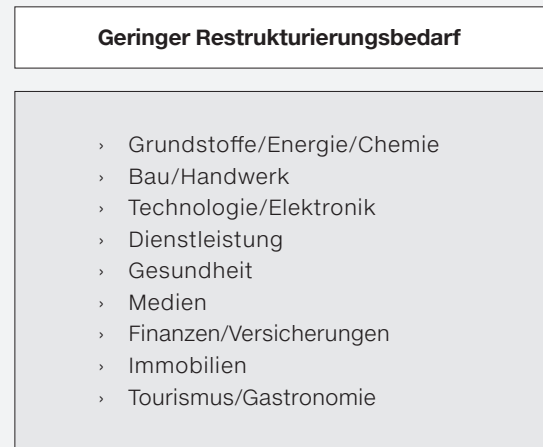 Geringer Restrukturierungsbedarf
› Grundstoffe/Energie/Chemie
› Bau/Handwerk
› Technologie/Elektronik
› Dienstleistung
› Gesundheit
› Medien
› Finanzen/Versicherungen
› Immobilien
› Tourismus/Gastronomie